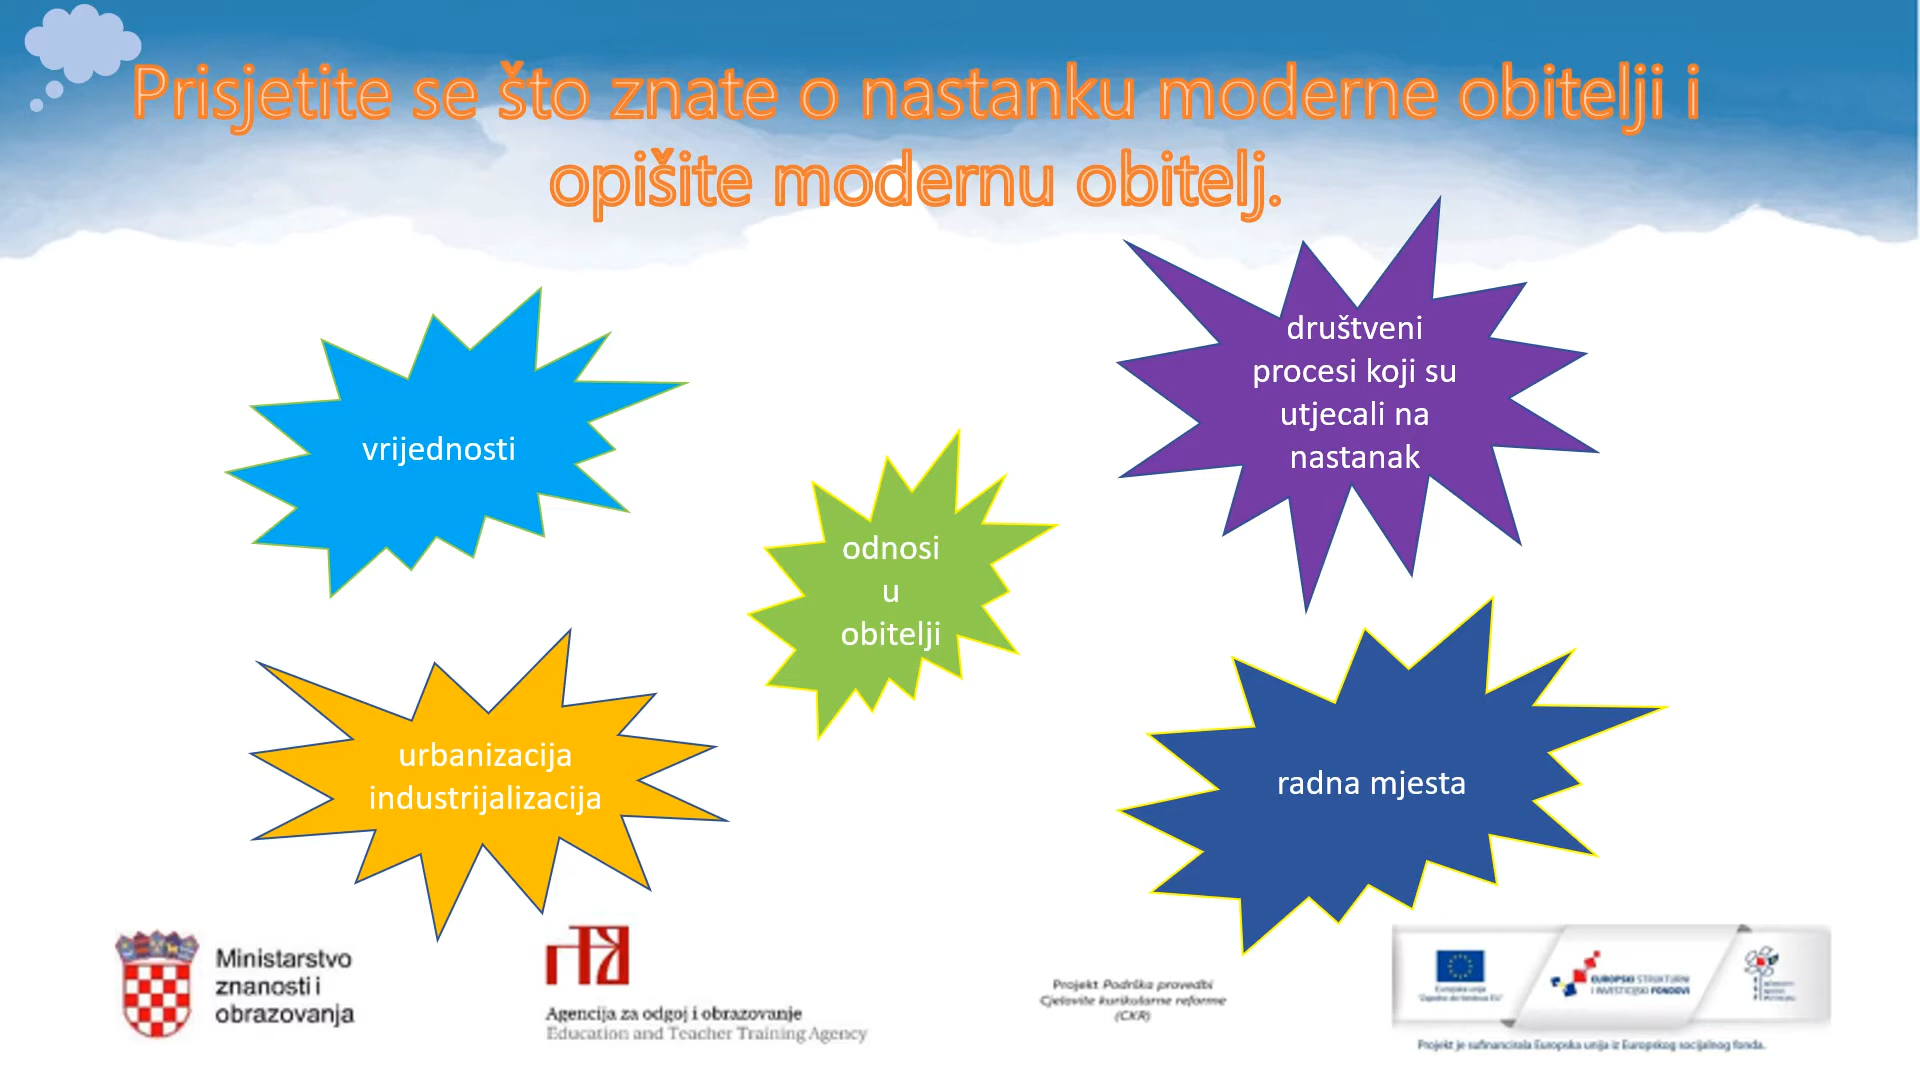 Prisjetite se što znate o nastanku moderne obitelji i
opišite modernu obitelj.
vrijednosti
društveni
procesi koji su
utjecali na
nastanak
odnosi
u
obitelji
urbanizacija
industrijalizacija
radna mjesta
Ministarstvo
znanosti i
obrazovanja
Agencija za odgoj i obrazovanje
Education and Teacher Training Agency
Projekt Podrška provedbi
Cjelovite kurikularne reforme
(CKR)
EUROPSKI STRUKTURNI
I INVESTICIJSKI FONDOVI
Projekt je sufinancirala Europska unija iz Europskog socijalnog fonda.